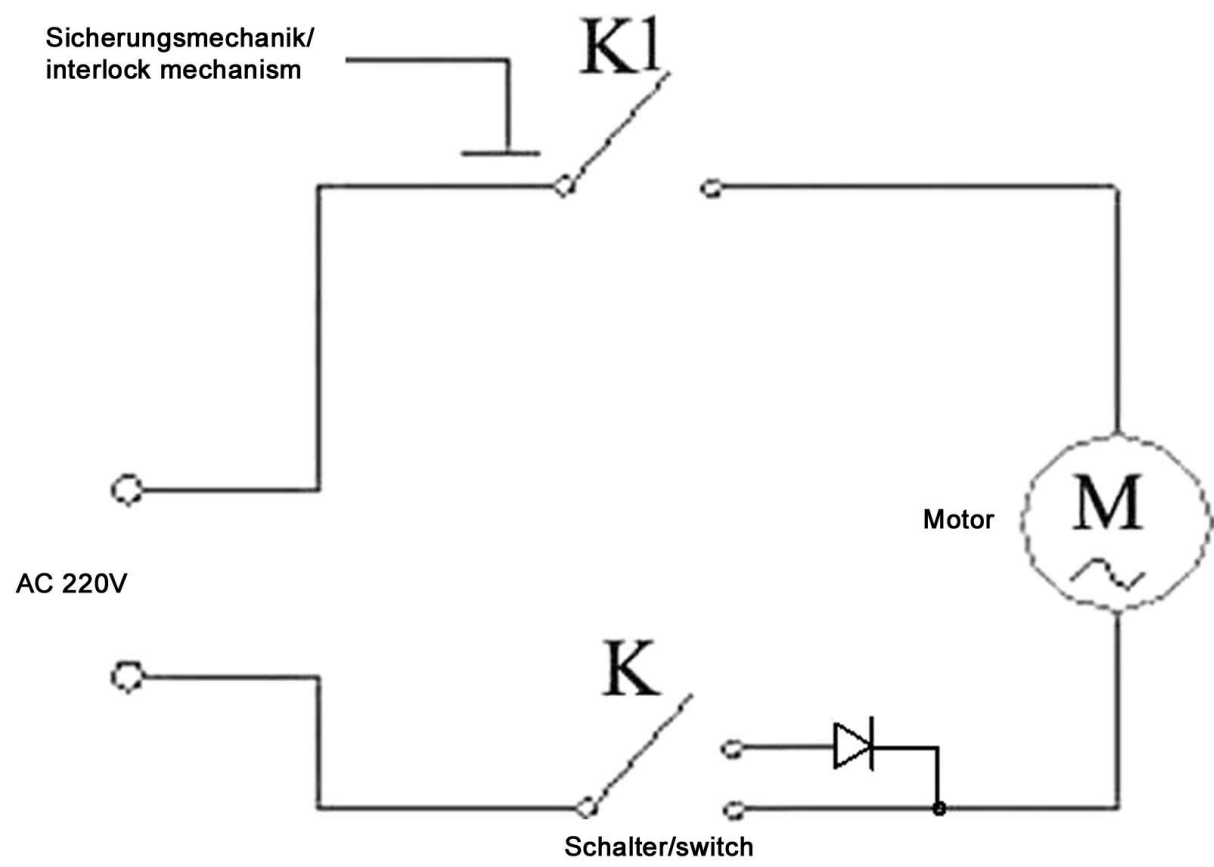 Sicherungsmechanik/
interlock mechanism
K1
Motor
M
AC 220V
K
Schalter/switch